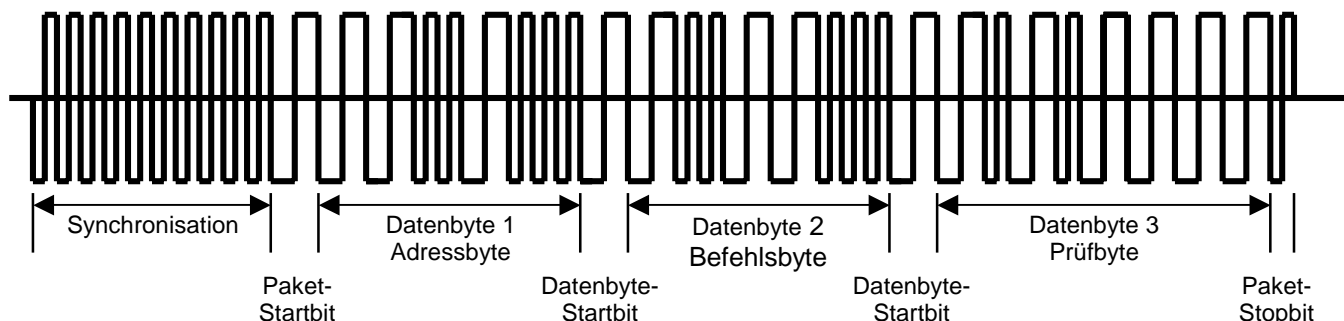 Synchronisation
Datenbyte 1
Adressbyte
Datenbyte 2
Befehlsbyte
Datenbyte 3
Prüfbyte
Paket-
Startbit
Datenbyte-
Startbit
Datenbyte-
Startbit
Paket-
Stopbit